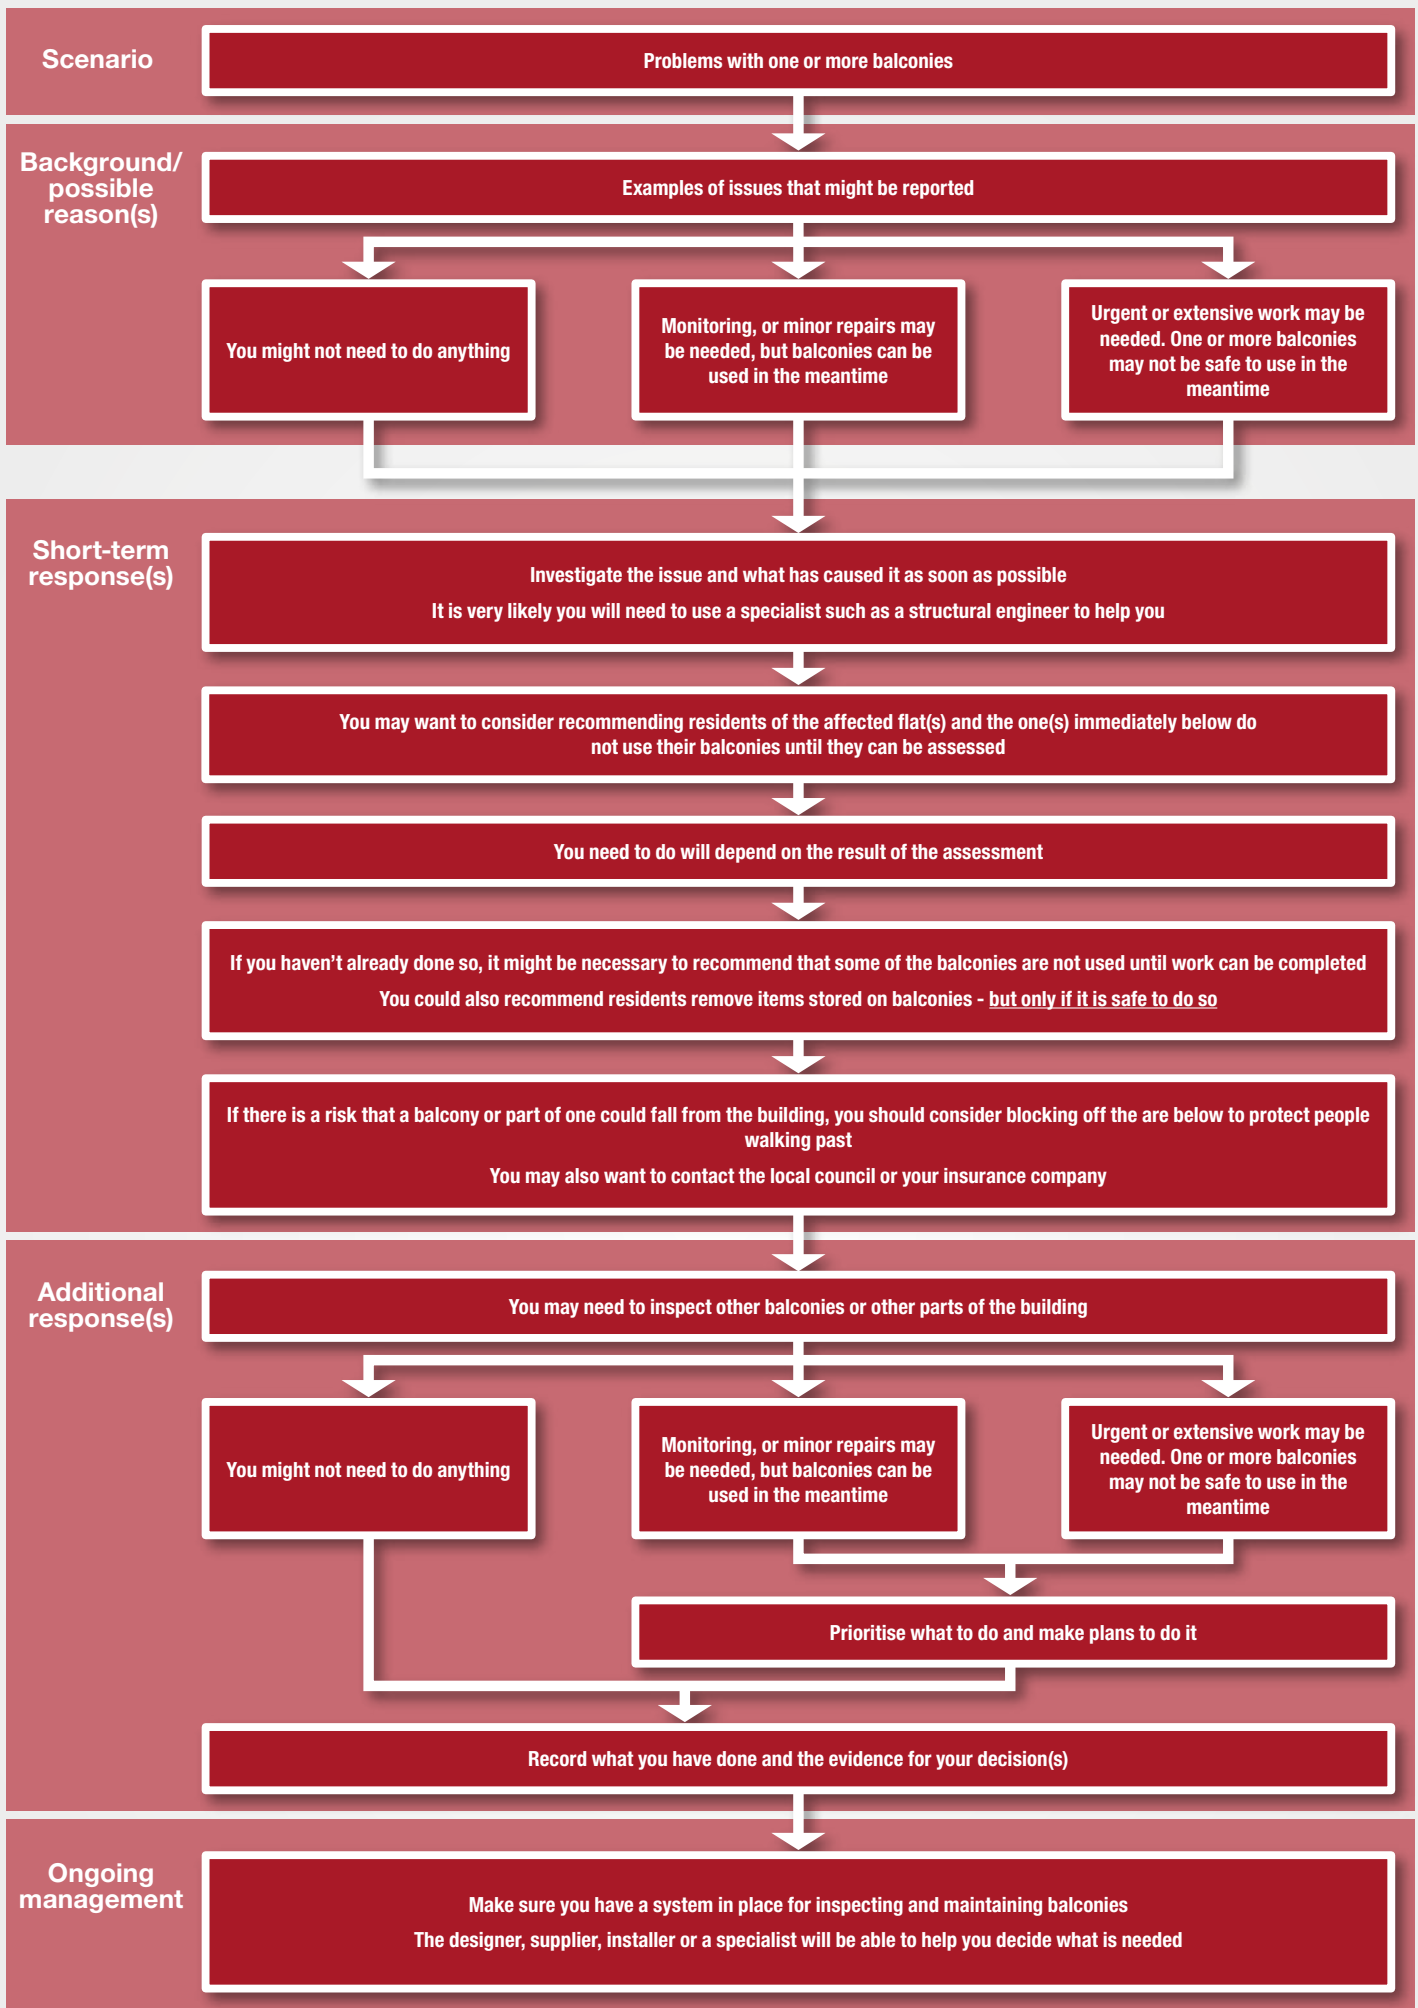 Scenario
Problems with one or more balconies
Background/
possible
reason(s)
Examples of issues that might be reported
You might not need to do anything
Monitoring, or minor repairs may
be needed, but balconies can be
used in the meantime
Urgent or extensive work may be
needed. One or more balconies
may not be safe to use in the
meantime
Short-term
response(s)
Investigate the issue and what has caused it as soon as possible
It is very likely you will need to use a specialist such as a structural engineer to help you
You may want to consider recommending residents of the affected flat(s) and the one(s) immediately below do
not use their balconies until they can be assessed
You need to do will depend on the result of the assessment
If you haven’t already done so, it might be necessary to recommend that some of the balconies are not used until work can be completed
You could also recommend residents remove items stored on balconies - but only if it is safe to do so
If there is a risk that a balcony or part of one could fall from the building, you should consider blocking off the are below to protect people
walking past
You may also want to contact the local council or your insurance company
Additional
response(s)
You may need to inspect other balconies or other parts of the building
You might not need to do anything
Monitoring, or minor repairs may
be needed, but balconies can be
used in the meantime
Urgent or extensive work may be
needed. One or more balconies
may not be safe to use in the
meantime
Prioritise what to do and make plans to do it
Record what you have done and the evidence for your decision(s)
Ongoing
management
Make sure you have a system in place for inspecting and maintaining balconies
The designer, supplier, installer or a specialist will be able to help you decide what is needed